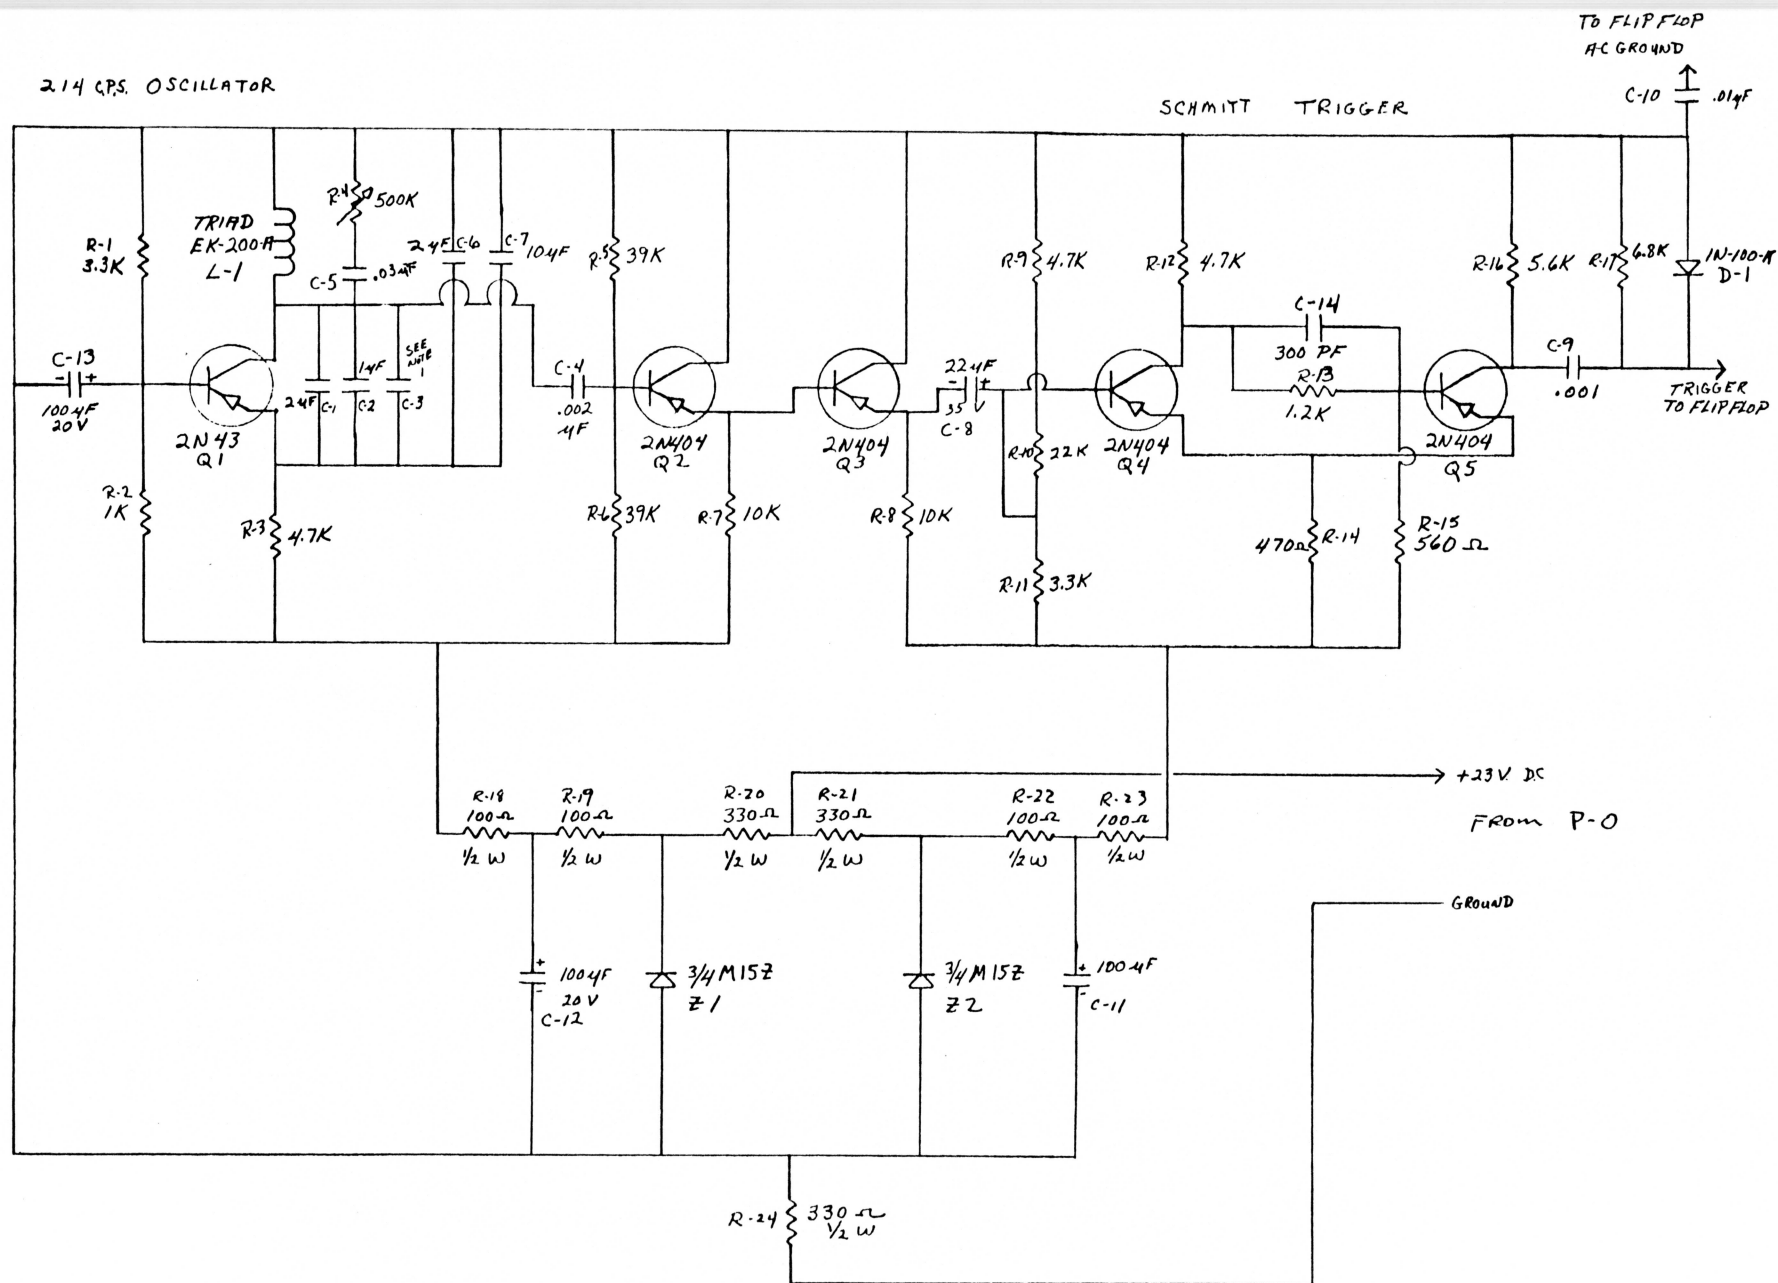 TO FLIP FLOP
A-C GROUND
C-10 .01µF
214 C.P.S. OSCILLATOR
SCHMITT TRIGGER
R-1
3.3K
TRIAD
EK-200-A
L-1
R-4 500K
C-5 .03µF
2µF C-6
C-7 10µF
R-5 39K
R-9 4.7K
R-12 4.7K
R-16 5.6K
R-17 6.8K
1N-100-A
D-1
C-14
300 PF
R-13
1.2K
C-13
- +
100µF
20V
2N43
Q1
2µF C-1
1µF
C-2
SEE
NOTE
1
C-3
C-4
.002
µF
2N404
Q2
2N404
Q3
22µF
- +
35 V
C-8
2N404
Q4
2N404
Q5
C-9
.001
TRIGGER
TO FLIP FLOP
R-2
1K
R-3 4.7K
R-6 39K
R-7 10K
R-8 10K
R-10 22K
R-11 3.3K
470Ω R-14
R-15
560Ω
+23V. DC
FROM P-O
R-18
100Ω
1/2 W
R-19
100Ω
1/2 W
R-20
330Ω
1/2 W
R-21
330Ω
1/2 W
R-22
100Ω
1/2 W
R-23
100Ω
1/2 W
GROUND
+
-
100µF
20V
C-12
3/4 M15Z
Z1
3/4 M15Z
Z2
+
-
100µF
C-11
R-24 330Ω
1/2 W